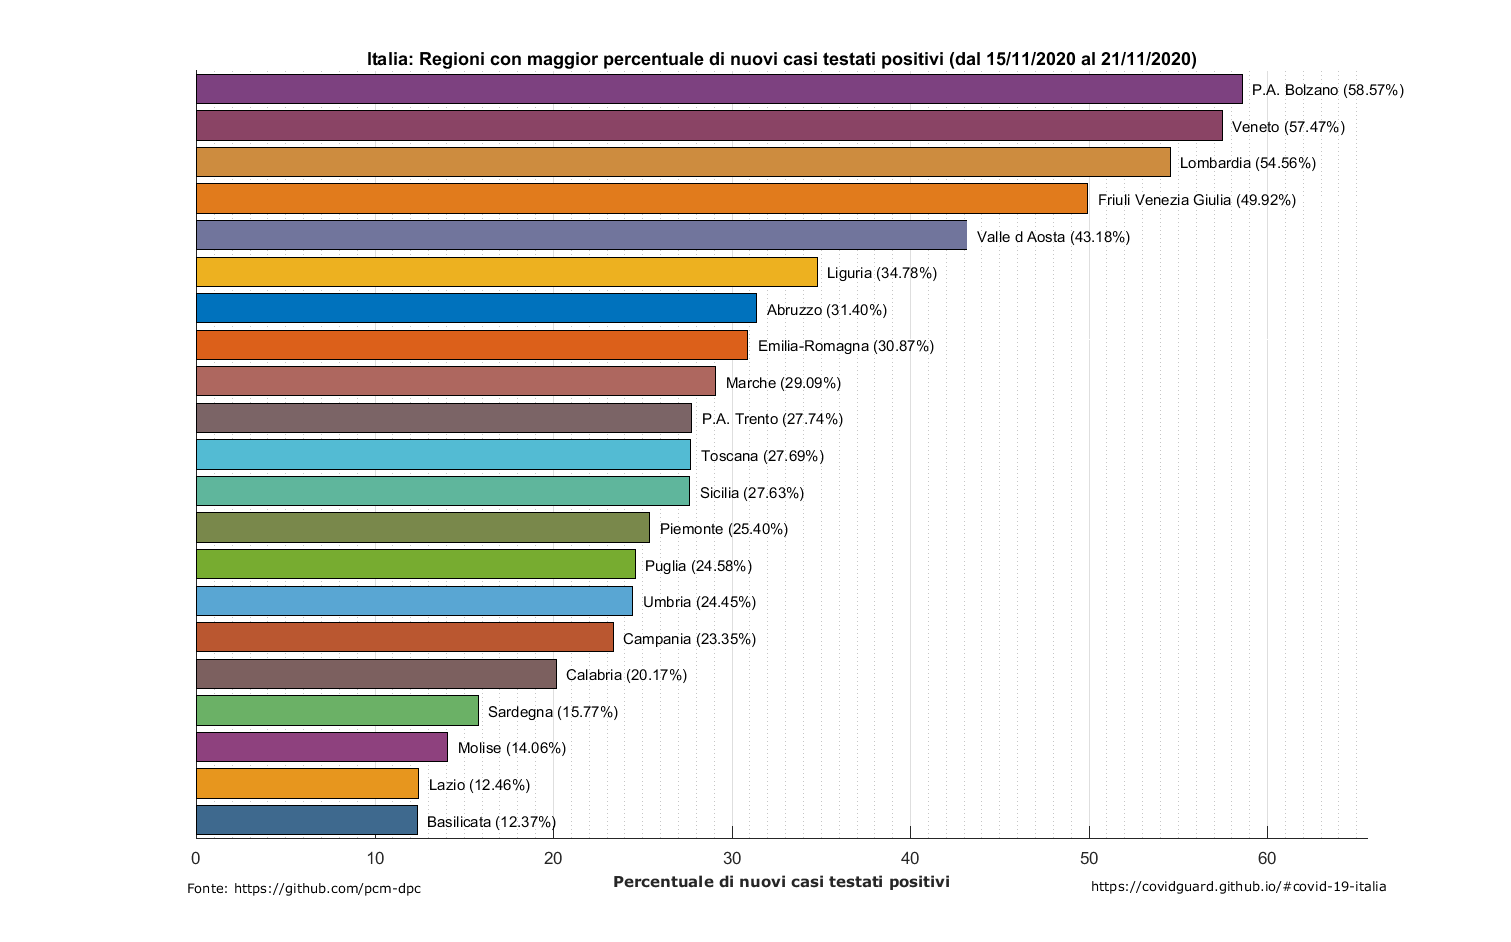 Italia: Regioni con maggior percentuale di nuovi casi testati positivi (dal 15/11/2020 al 21/11/2020)
P.A. Bolzano (58.57%)
Veneto (57.47%)
Lombardia (54.56%)
Friuli Venezia Giulia (49.92%)
Valle d Aosta (43.18%)
Liguria (34.78%)
Abruzzo (31.40%)
Emilia-Romagna (30.87%)
Marche (29.09%)
P.A. Trento (27.74%)
Toscana (27.69%)
Sicilia (27.63%)
Piemonte (25.40%)
Puglia (24.58%)
Umbria (24.45%)
Campania (23.35%)
Calabria (20.17%)
Sardegna (15.77%)
Molise (14.06%)
Lazio (12.46%)
Basilicata (12.37%)
0 10 20 30 40 50 60
Percentuale di nuovi casi testati positivi
Fonte: https://github.com/pcm-dpc
https://covidguard.github.io/#covid-19-italia